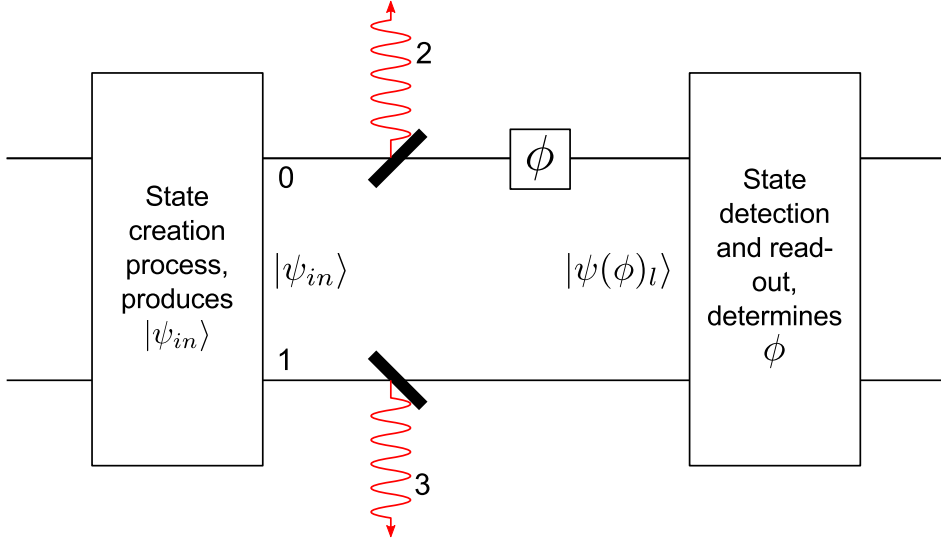 State
creation
process,
produces
|ψ_in⟩
0
1
|ψ_in⟩
2
3
ϕ
|ψ(ϕ)_l⟩
State
detection
and read-
out,
determines
ϕ